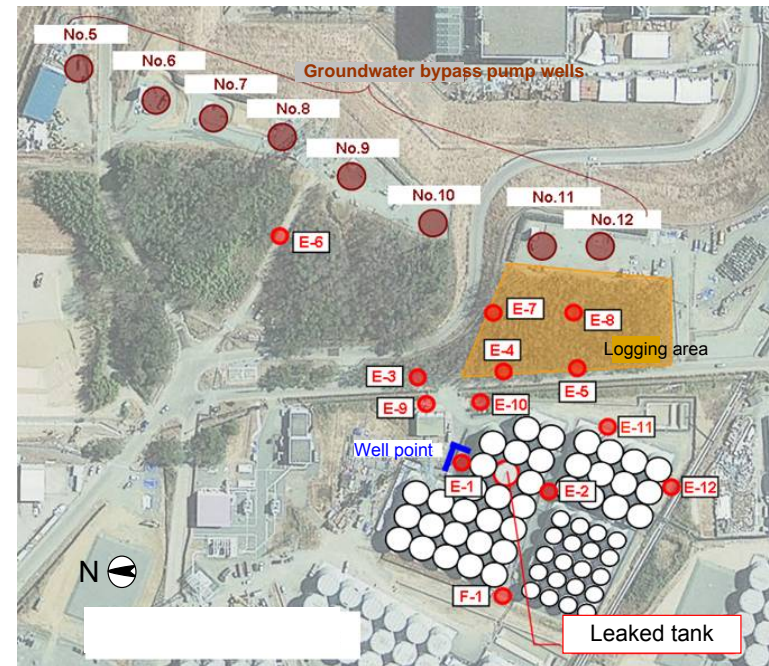 No.5
No.6
No.7
No.8
Groundwater bypass pump wells
No.9
No.10
No.11
No.12
E-6
E-7
E-8
Logging area
E-4
E-3
E-5
E-9
E-10
E-11
Well point
E-1
E-2
E-12
N
F-1
Leaked tank